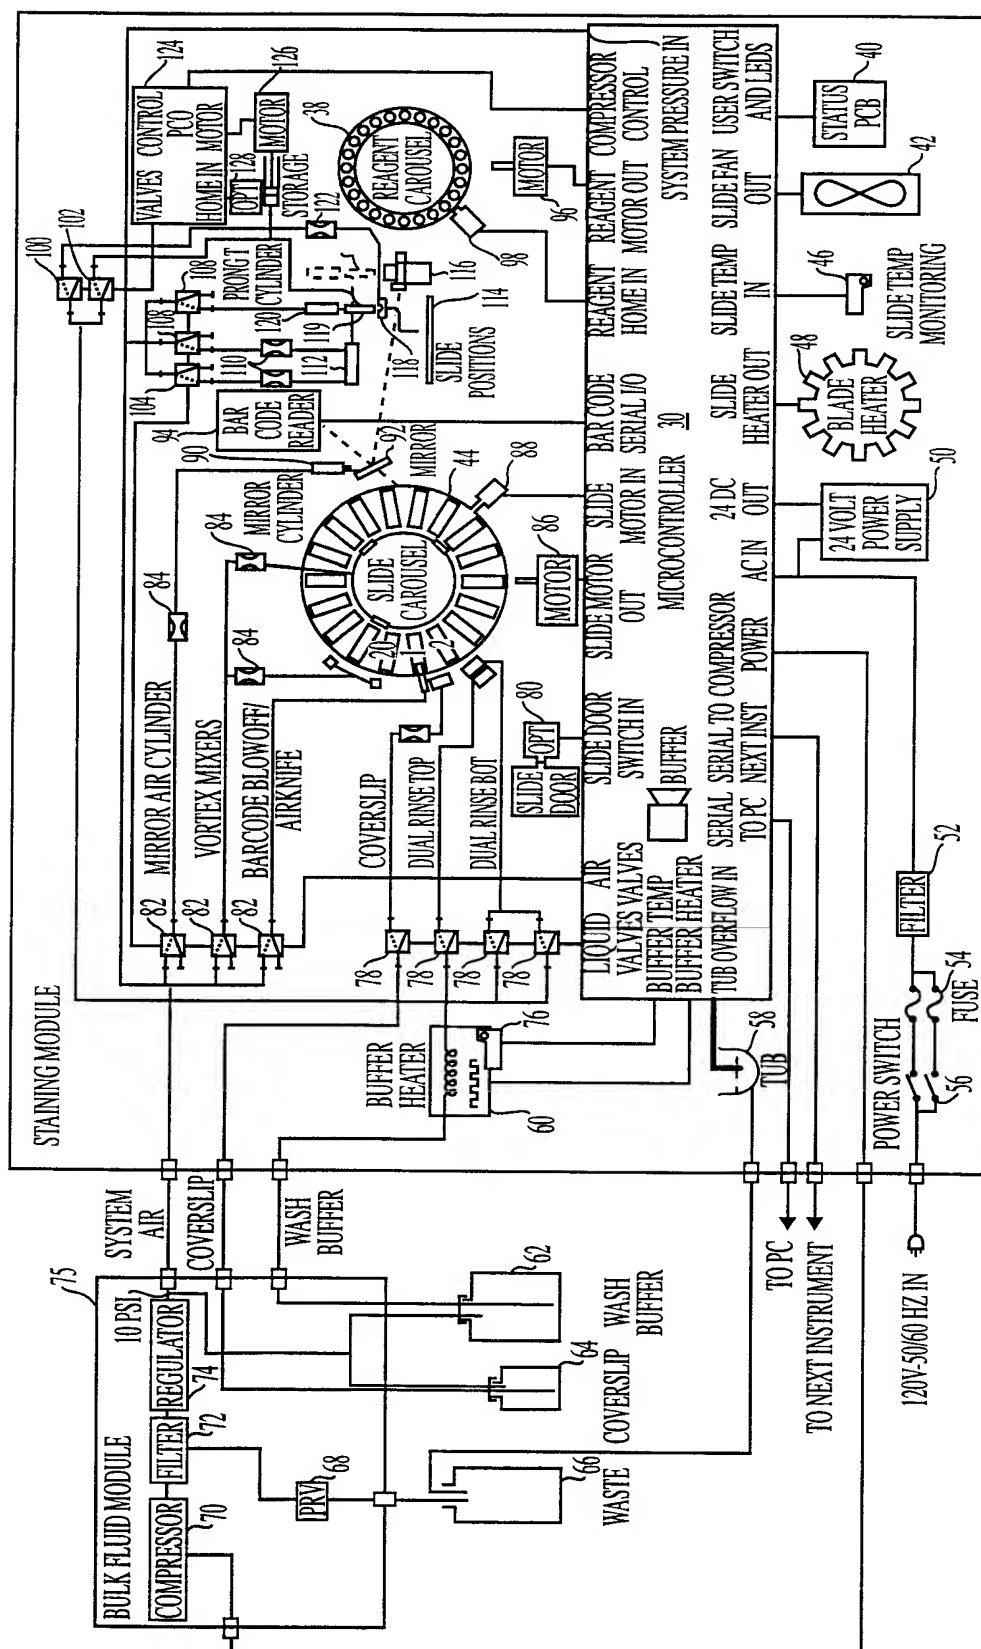 STAINING MODULE
75
BULK FLUID MODULE
COMPRESSOR
70
FILTER
72
REGULATOR
74
10 PSI
PRV
68
SYSTEM
AIR
COVERSLIP
WASH
BUFFER
62
WASH
BUFFER
64
COVERSLIP
66
WASTE
TO PC
TO NEXT INSTRUMENT
120V-50/60 HZ IN
MIRROR AIR CYLINDER
82
VORTEX MIXERS
82
BARCODE BLOWOFF/
AIRKNIFE
82
84
84
84
COVERSLIP
78
DUAL RINSE TOP
78
DUAL RINSE BOT
78
78
BUFFER
HEATER
76
60
58
TUB
POWER SWITCH
56
54
FUSE
FILTER
52
MIRROR
CYLINDER
90
92
MIRROR
94
BAR
CODE
READER
SLIDE
CAROUSEL
20
1
2
44
88
MOTOR
86
SLIDE
DOOR
OPT
80
100
102
104
108
108
110
112
PRONG T
CYLINDER
120
119
118
122
116
114
SLIDE
POSITIONS
124
VALVES CONTROL
PCO
HOME IN MOTOR
128
OPT
126
MOTOR
STORAGE
38
REAGENT
CAROUSEL
98
MOTOR
96
LIQUID
VALVES
AIR
VALVES
BUFFER TEMP
BUFFER HEATER
TUB OVERFLOW IN
BUFFER
SLIDE DOOR
SWITCH IN
SLIDE MOTOR
OUT
SLIDE
MOTOR IN
BAR CODE
SERIAL I/O
REAGENT
HOME IN
REAGENT
MOTOR OUT
COMPRESSOR
CONTROL
SYSTEM PRESSURE IN
MICROCONTROLLER
30
SERIAL
TO PC
SERIAL TO
NEXT INST
COMPRESSOR
POWER
AC IN
24 DC
OUT
SLIDE
HEATER OUT
SLIDE TEMP
IN
SLIDE FAN
OUT
USER SWITCH
AND LEDS
24 VOLT
POWER
SUPPLY
50
BLADE
HEATER
48
46
SLIDE TEMP
MONITORING
42
STATUS
PCB
40